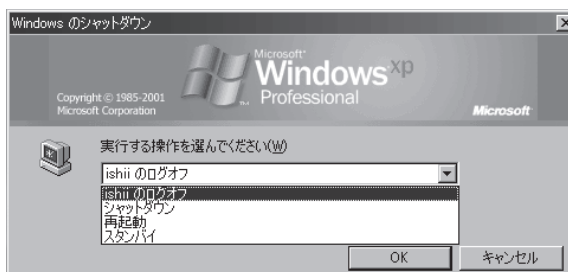 Windows のシャットダウン
Microsoft
Windows xp
Professional
Copyright © 1985-2001
Microsoft Corporation
Microsoft
実行する操作を選んでください(W)
ishii のログオフ
ishii のログオフ
シャットダウン
再起動
スタンバイ
OK
キャンセル